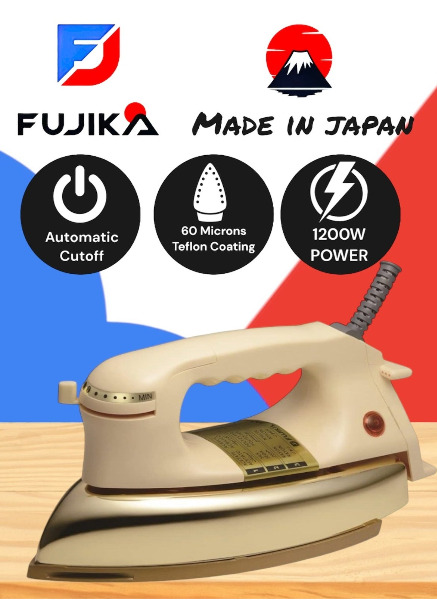 FUJIKA
MADE IN JAPAN
Automatic
Cutoff
60 Microns
Teflon Coating
1200W
POWER
MIN